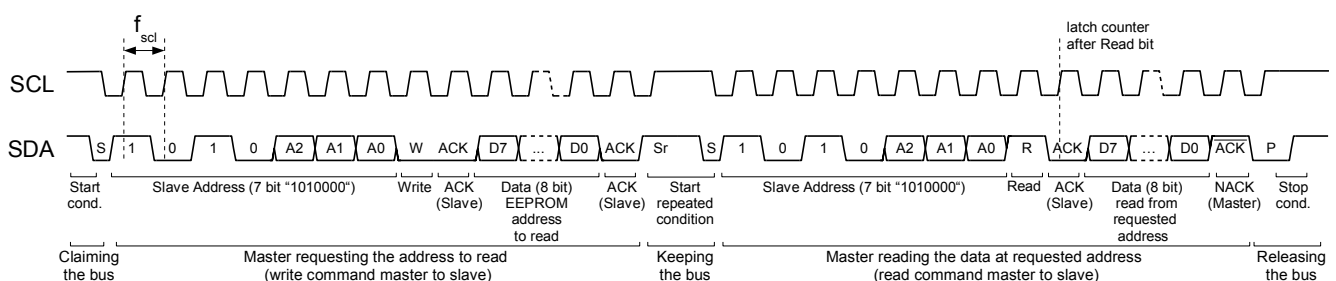 f scl
latch counter
after Read bit
SCL
SDA S 1 0 1 0 A2 A1 A0 W ACK D7 ... D0 ACK Sr S 1 0 1 0 A2 A1 A0 R ACK D7 ... D0 ACK P
Start
cond.
Slave Address (7 bit “1010000“)
Write
ACK
(Slave)
Data (8 bit)
EEPROM
address
to read
ACK
(Slave)
Start
repeated
condition
Slave Address (7 bit “1010000“)
Read
ACK
(Slave)
Data (8 bit)
read from
requested
address
NACK
(Master)
Stop
cond.
Claiming
the bus
Master requesting the address to read
(write command master to slave)
Keeping
the bus
Master reading the data at requested address
(read command master to slave)
Releasing
the bus